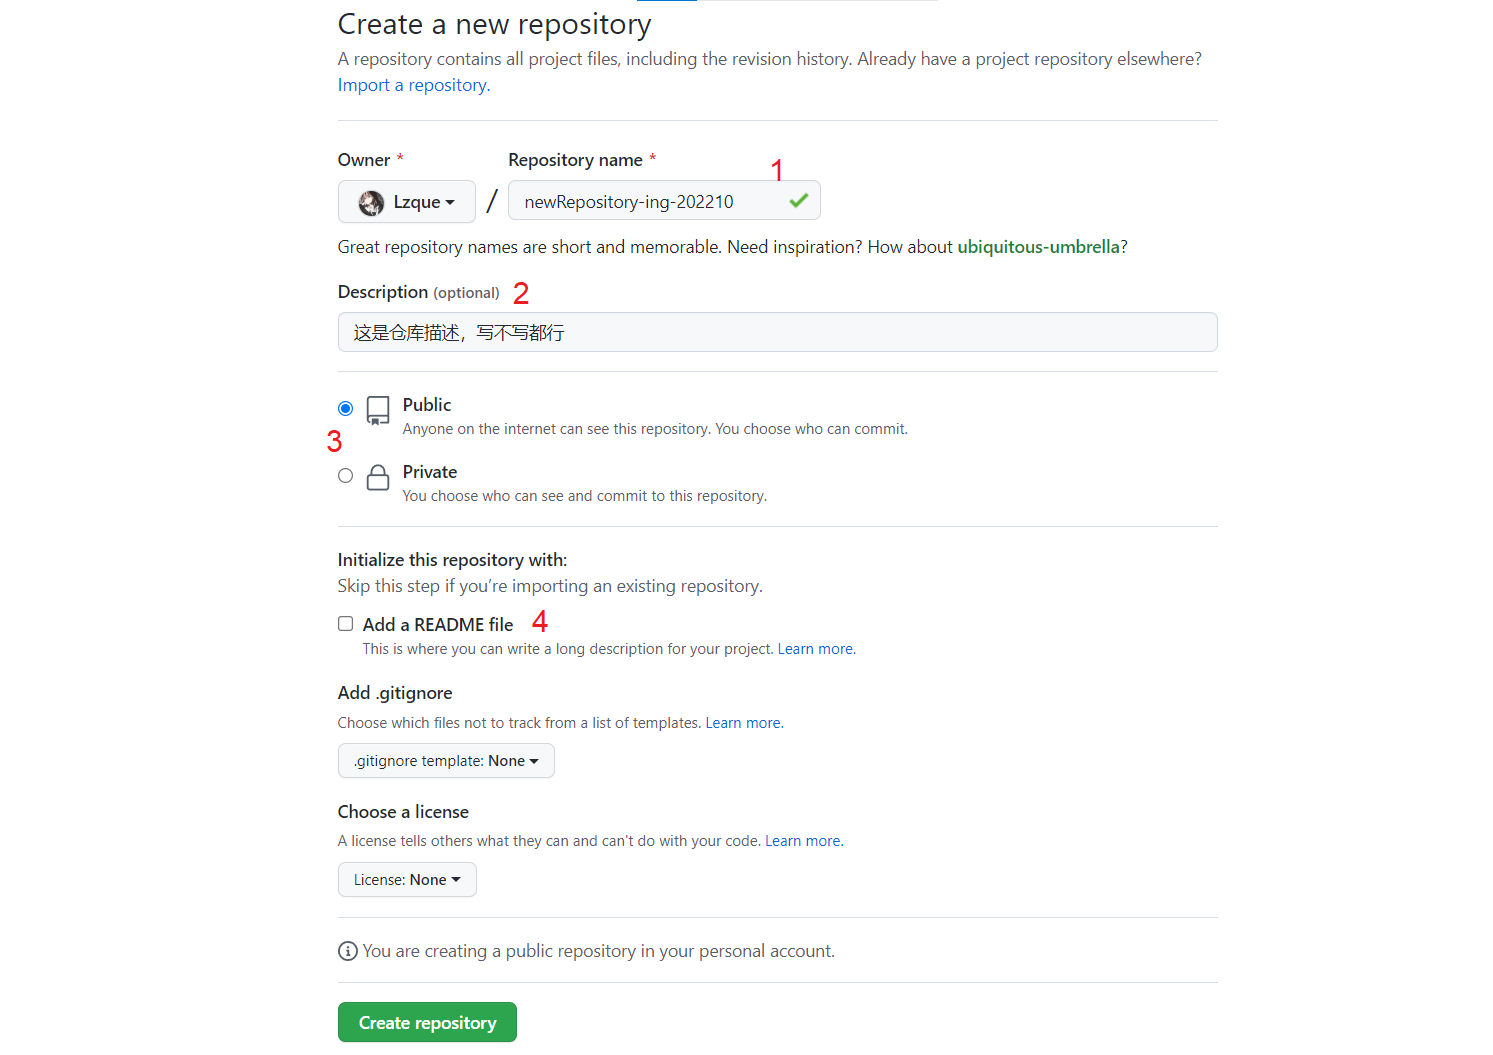 Create a new repository
A repository contains all project files, including the revision history. Already have a project repository elsewhere?
Import a repository.
Owner * Repository name * 1
Lzque / newRepository-ing-202210
Great repository names are short and memorable. Need inspiration? How about ubiquitous-umbrella?
Description (optional) 2
这是仓库描述，写不写都行
Public
Anyone on the internet can see this repository. You choose who can commit.
3
Private
You choose who can see and commit to this repository.
Initialize this repository with:
Skip this step if you’re importing an existing repository.
Add a README file 4
This is where you can write a long description for your project. Learn more.
Add .gitignore
Choose which files not to track from a list of templates. Learn more.
.gitignore template: None
Choose a license
A license tells others what they can and can't do with your code. Learn more.
License: None
You are creating a public repository in your personal account.
Create repository